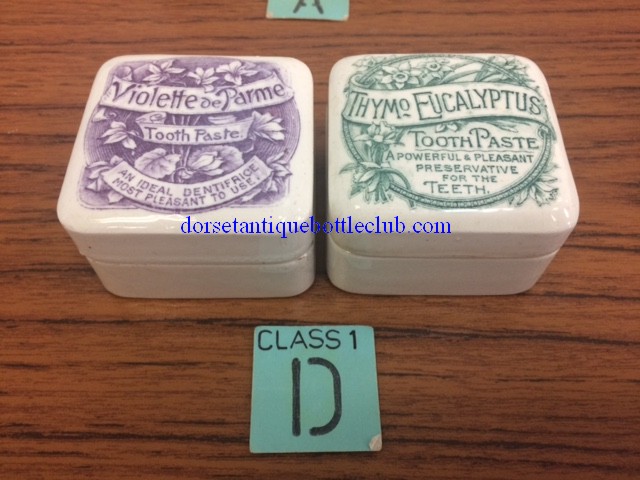 A
Violette de Parme
Tooth Paste.
AN IDEAL DENTIFRICE
MOST PLEASANT TO USE.
THYMO EUCALYPTUS
TOOTH PASTE
A POWERFUL & PLEASANT
PRESERVATIVE
FOR THE
TEETH.
dorsetantiquebottleclub.com
CLASS 1
D